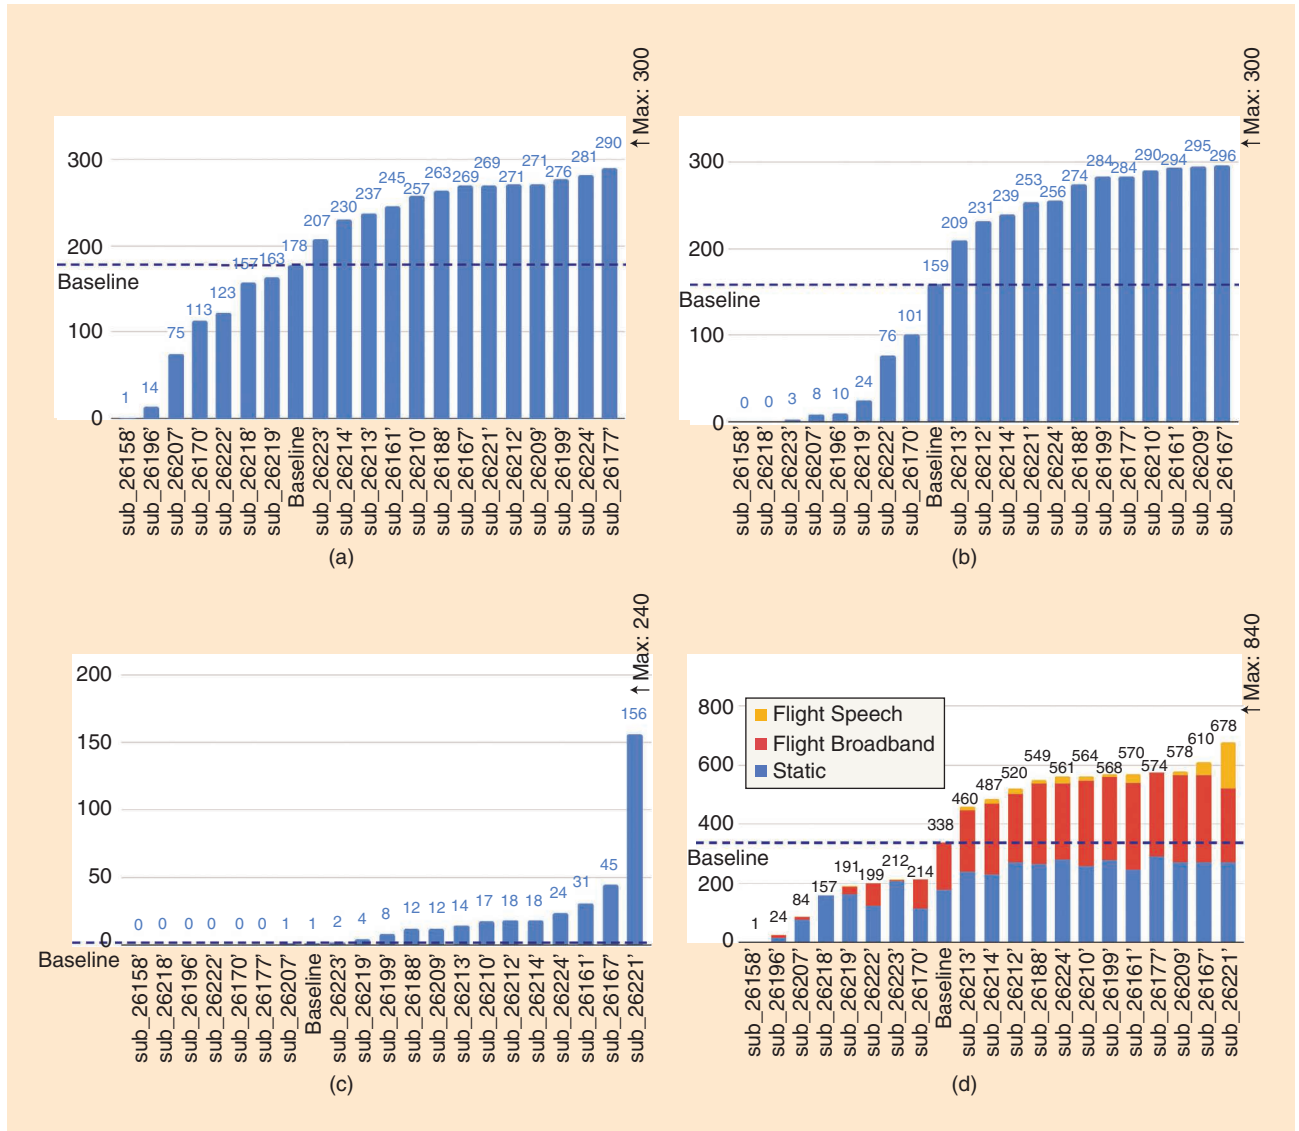 ↑Max: 300
300
200
100
0
Baseline
1
14
75
113
123
157
163
178
207
230
237
245
257
263
269
269
271
271
276
281
290
sub_26158’
sub_26196’
sub_26207’
sub_26170’
sub_26222’
sub_26218’
sub_26219’
Baseline
sub_26223’
sub_26214’
sub_26213’
sub_26161’
sub_26210’
sub_26188’
sub_26167’
sub_26221’
sub_26212’
sub_26209’
sub_26199’
sub_26224’
sub_26177’
(a)
↑Max: 300
300
200
100
0
Baseline
0
0
3
8
10
24
76
101
159
209
231
239
253
256
274
284
284
290
294
295
296
sub_26158’
sub_26218’
sub_26223’
sub_26207’
sub_26196’
sub_26219’
sub_26222’
sub_26170’
Baseline
sub_26213’
sub_26212’
sub_26214’
sub_26221’
sub_26224’
sub_26188’
sub_26199’
sub_26177’
sub_26210’
sub_26161’
sub_26209’
sub_26167’
(b)
↑Max: 240
200
150
100
50
0
Baseline
0
0
0
0
0
0
1
1
2
4
8
12
12
14
17
18
18
24
31
45
156
sub_26158’
sub_26218’
sub_26196’
sub_26222’
sub_26170’
sub_26177’
sub_26207’
Baseline
sub_26223’
sub_26219’
sub_26199’
sub_26188’
sub_26209’
sub_26213’
sub_26210’
sub_26212’
sub_26214’
sub_26224’
sub_26161’
sub_26167’
sub_26221’
(c)
↑Max: 840
800
600
400
200
0
Baseline
Flight Speech
Flight Broadband
Static
1
24
84
157
191
199
212
214
338
460
487
520
549
561
564
568
570
574
578
610
678
sub_26158’
sub_26196’
sub_26207’
sub_26218’
sub_26219’
sub_26222’
sub_26223’
sub_26170’
Baseline
sub_26213’
sub_26214’
sub_26212’
sub_26188’
sub_26224’
sub_26210’
sub_26199’
sub_26161’
sub_26177’
sub_26209’
sub_26167’
sub_26221’
(d)